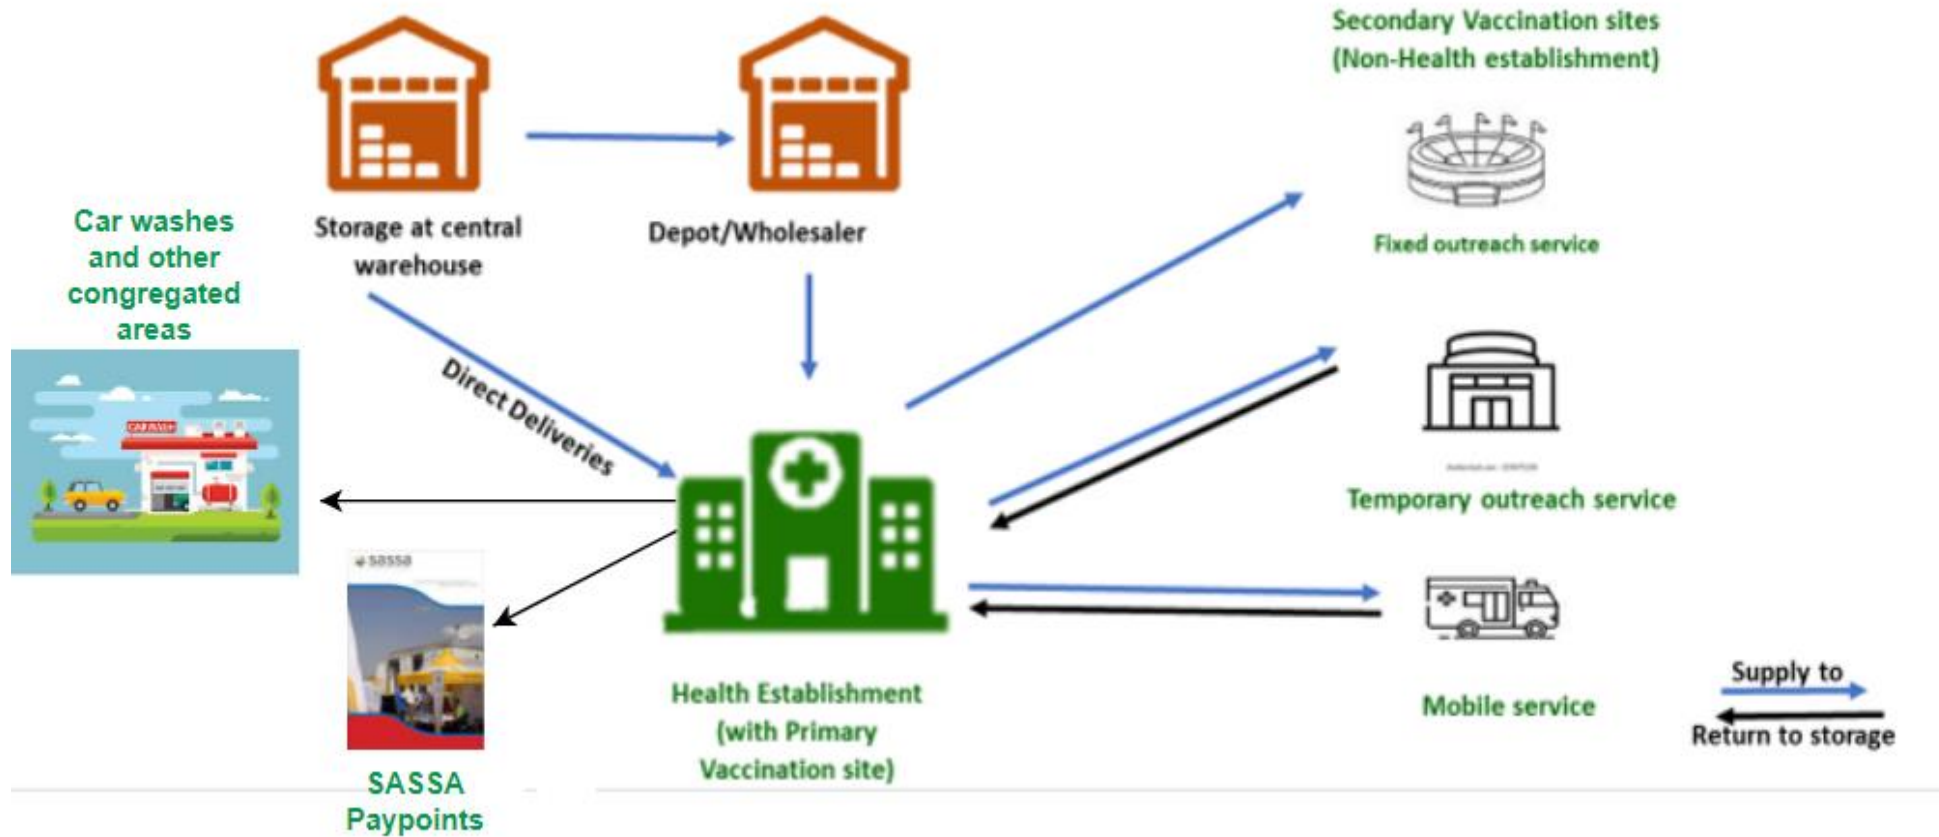 Secondary Vaccination sites
(Non-Health establishment)
Car washes
and other
congregated
areas
Storage at central
warehouse
Depot/Wholesaler
Fixed outreach service
Direct Deliveries
CAR WASH
sassa
Temporary outreach service
Supply to
Return to storage
Mobile service
Health Establishment
(with Primary
Vaccination site)
SASSA
Paypoints